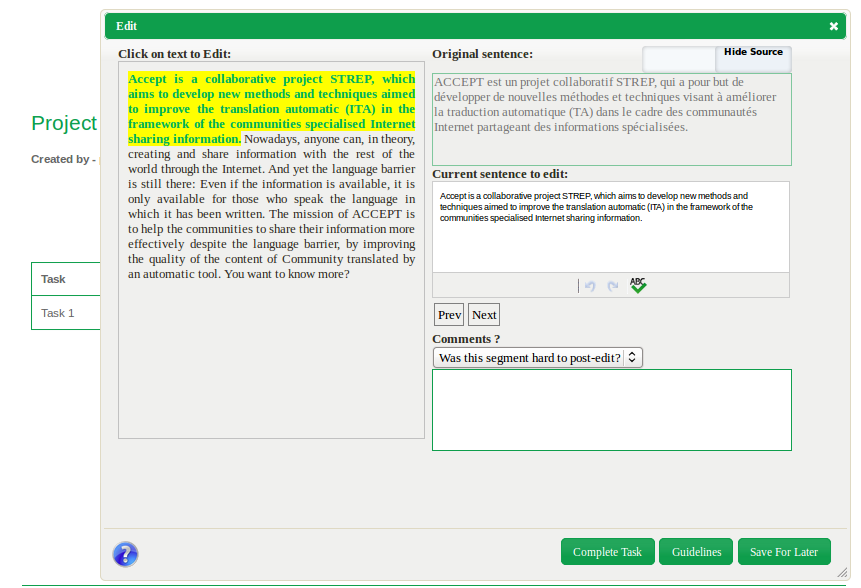 Edit
Project
Created by -
Task
Task 1
Click on text to Edit:
Accept is a collaborative project STREP, which
aims to develop new methods and techniques aimed
to improve the translation automatic (ITA) in the
framework of the communities specialised Internet
sharing information. Nowadays, anyone can, in theory,
creating and share information with the rest of the
world through the Internet. And yet the language barrier
is still there: Even if the information is available, it is
only available for those who speak the language in
which it has been written. The mission of ACCEPT is
to help the communities to share their information more
effectively despite the language barrier, by improving
the quality of the content of Community translated by
an automatic tool. You want to know more?
Original sentence:
Hide Source
ACCEPT est un projet collaboratif STREP, qui a pour but de
développer de nouvelles méthodes et techniques visant à améliorer
la traduction automatique (TA) dans le cadre des communautés
Internet partageant des informations spécialisées.
Current sentence to edit:
Accept is a collaborative project STREP, which aims to develop new methods and
techniques aimed to improve the translation automatic (ITA) in the framework of the
communities specialised Internet sharing information.
ABC
Prev Next
Comments ?
Was this segment hard to post-edit?
?
Complete Task Guidelines Save For Later